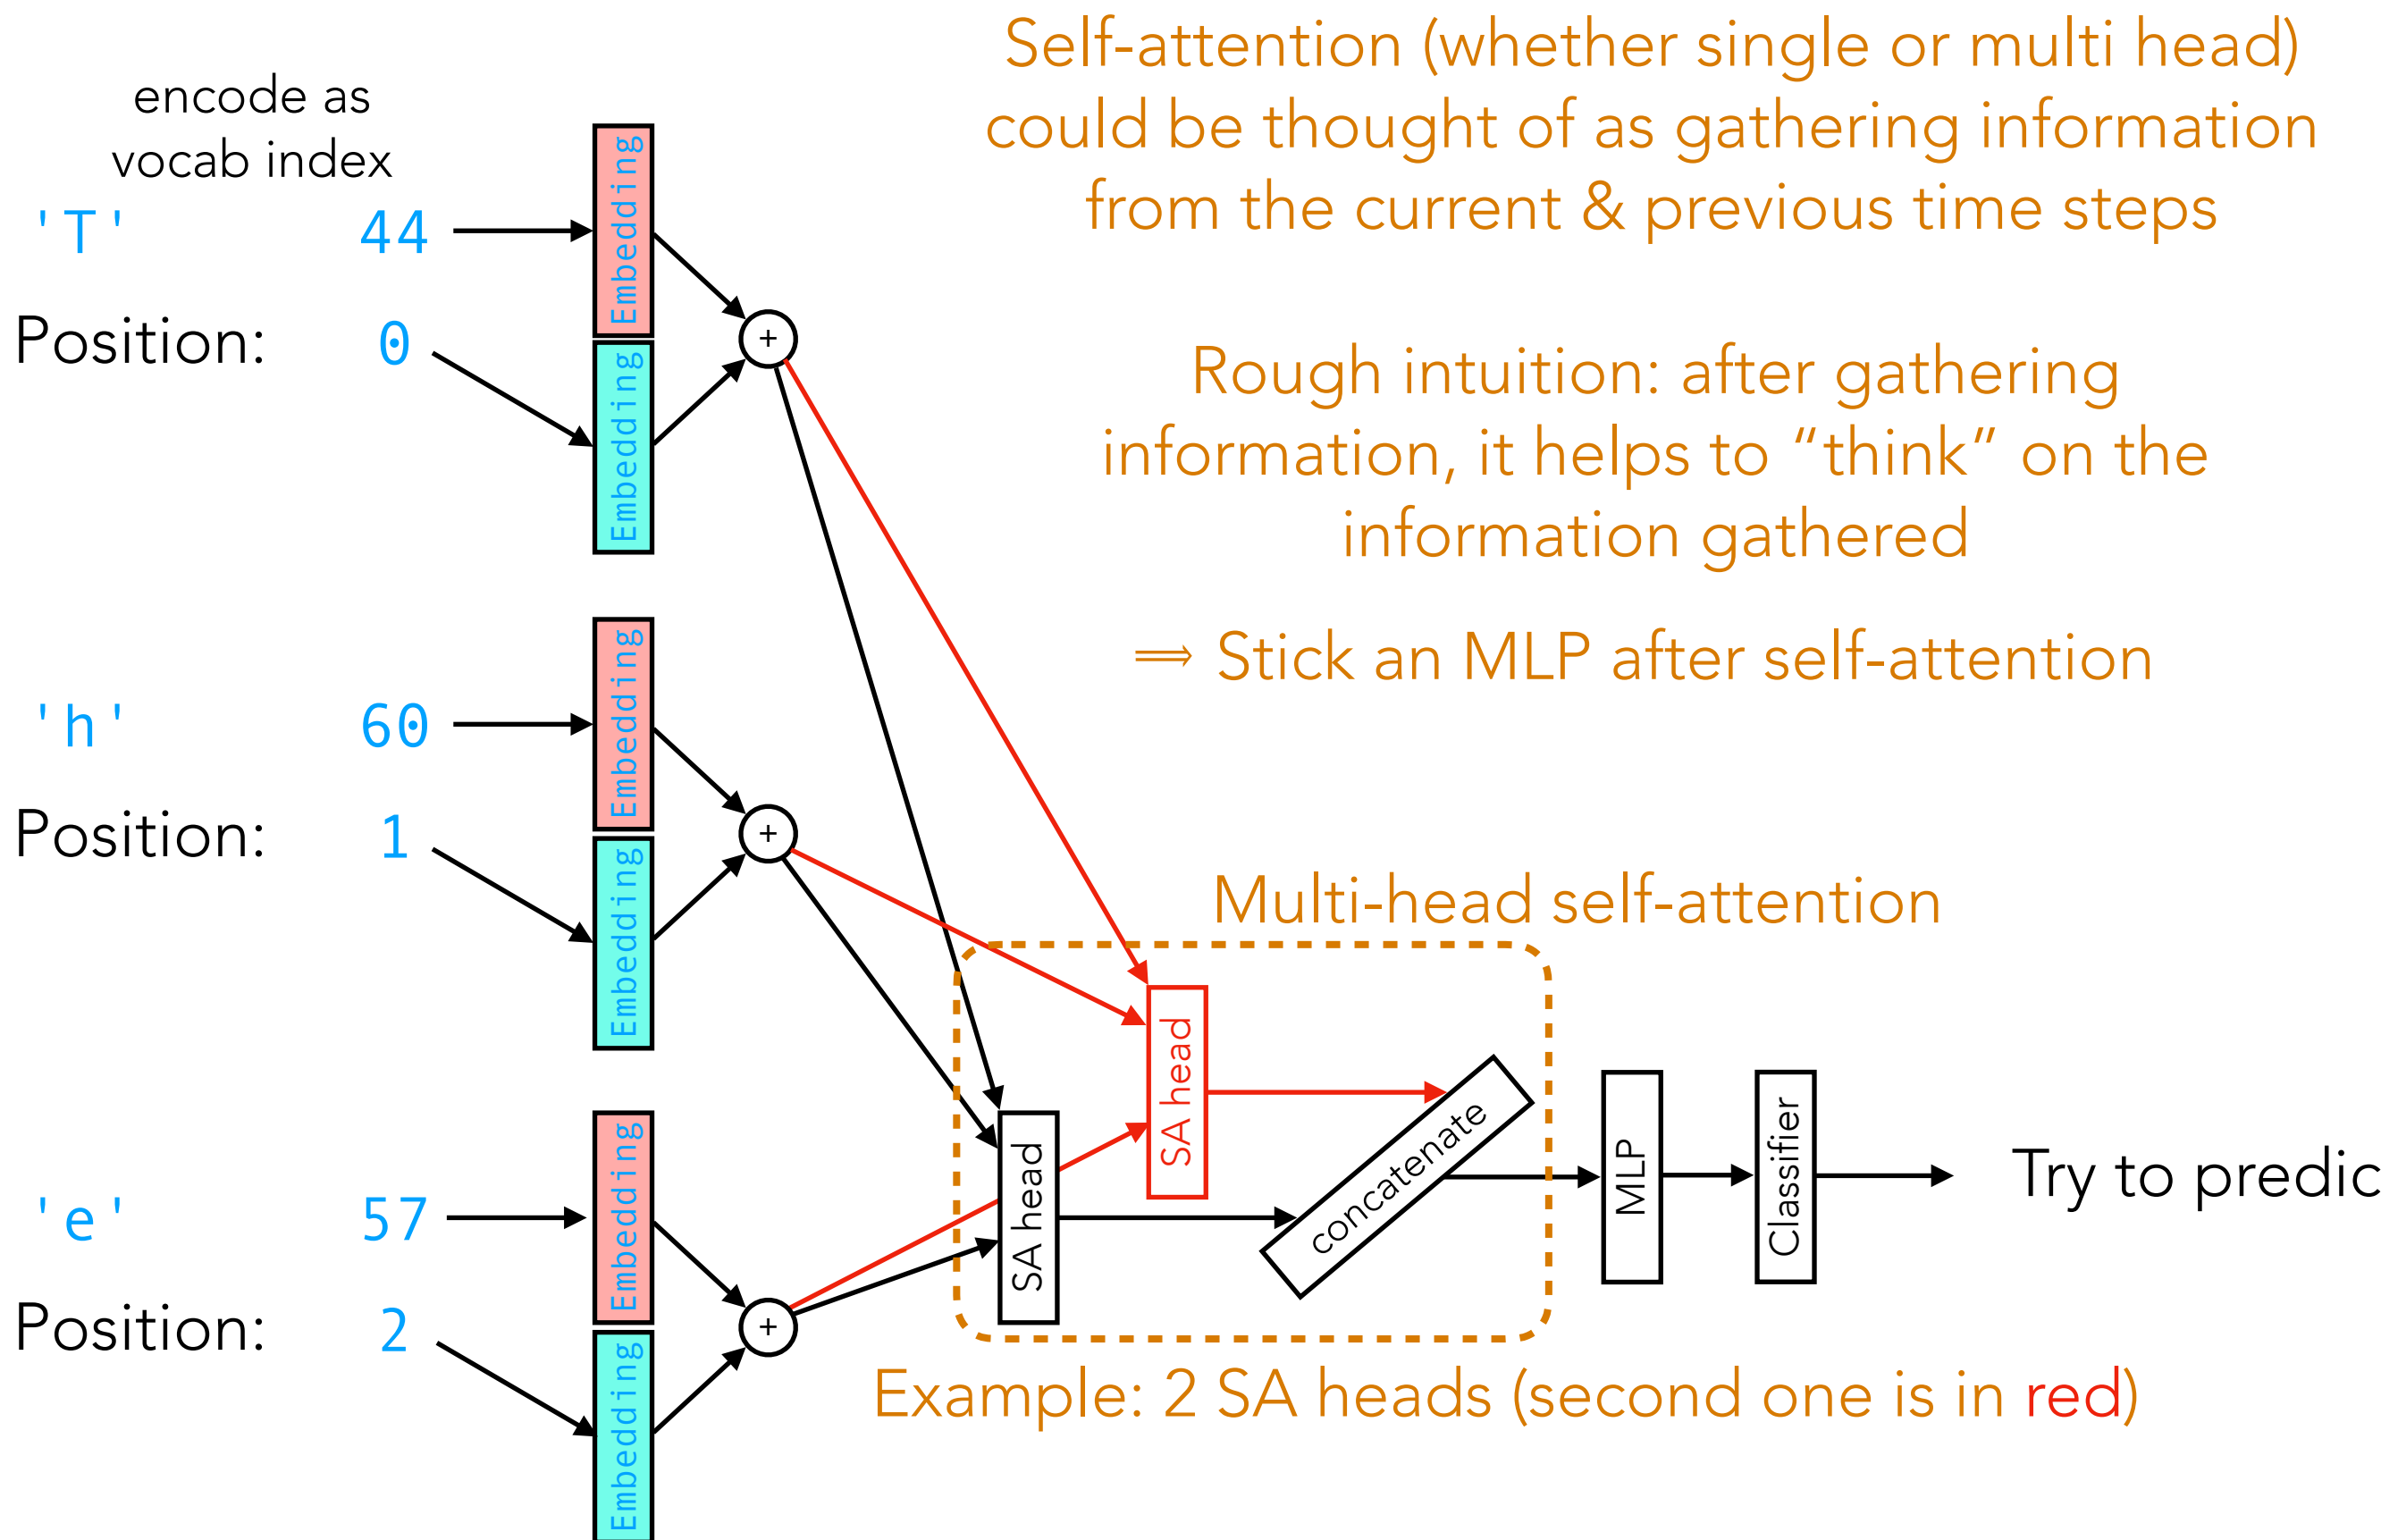 Self-attention (whether single or multi head)
could be thought of as gathering information
from the current & previous time steps
Rough intuition: after gathering
information, it helps to “think” on the
information gathered
⟹ Stick an MLP after self-attention
encode as
vocab index
'T' 44
Position: 0
Embedding
Embedding
+
'h' 60
Position: 1
Embedding
Embedding
+
'e' 57
Position: 2
Embedding
Embedding
+
Multi-head self-attention
SA head
SA head
concatenate
MLP
Classifier
Try to predic
Example: 2 SA heads (second one is in red)